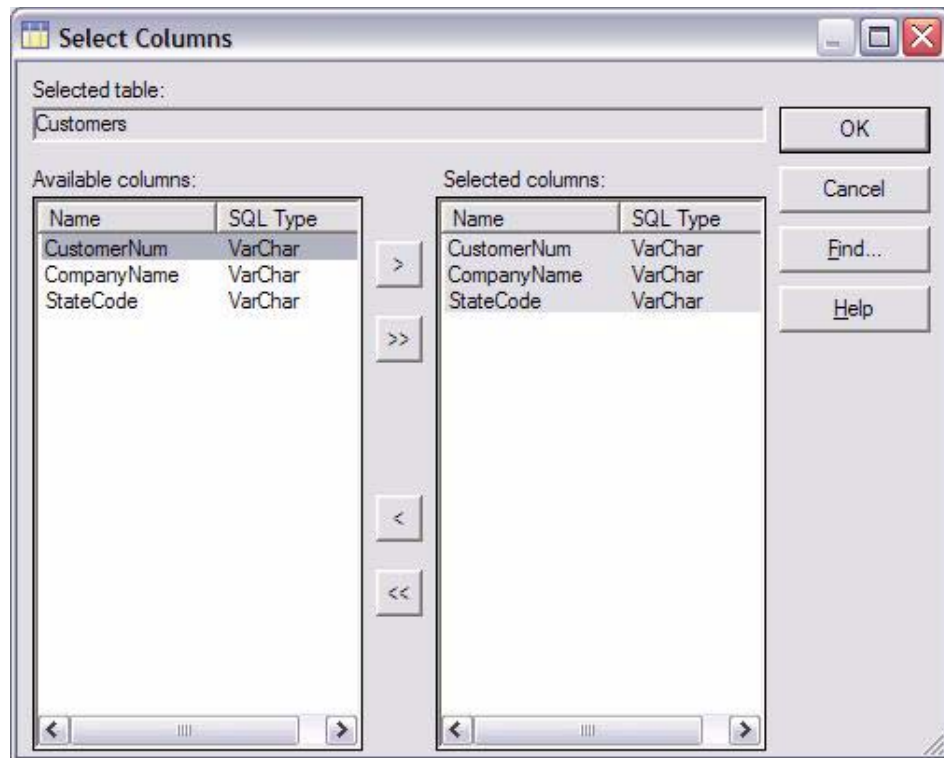 Select Columns
Selected table:
Customers
OK
Available columns:
Selected columns:
Cancel
Name SQL Type
Name SQL Type
CustomerNum VarChar
CompanyName VarChar
StateCode VarChar
>
>>
<
<<
CustomerNum VarChar
CompanyName VarChar
StateCode VarChar
Find...
Help